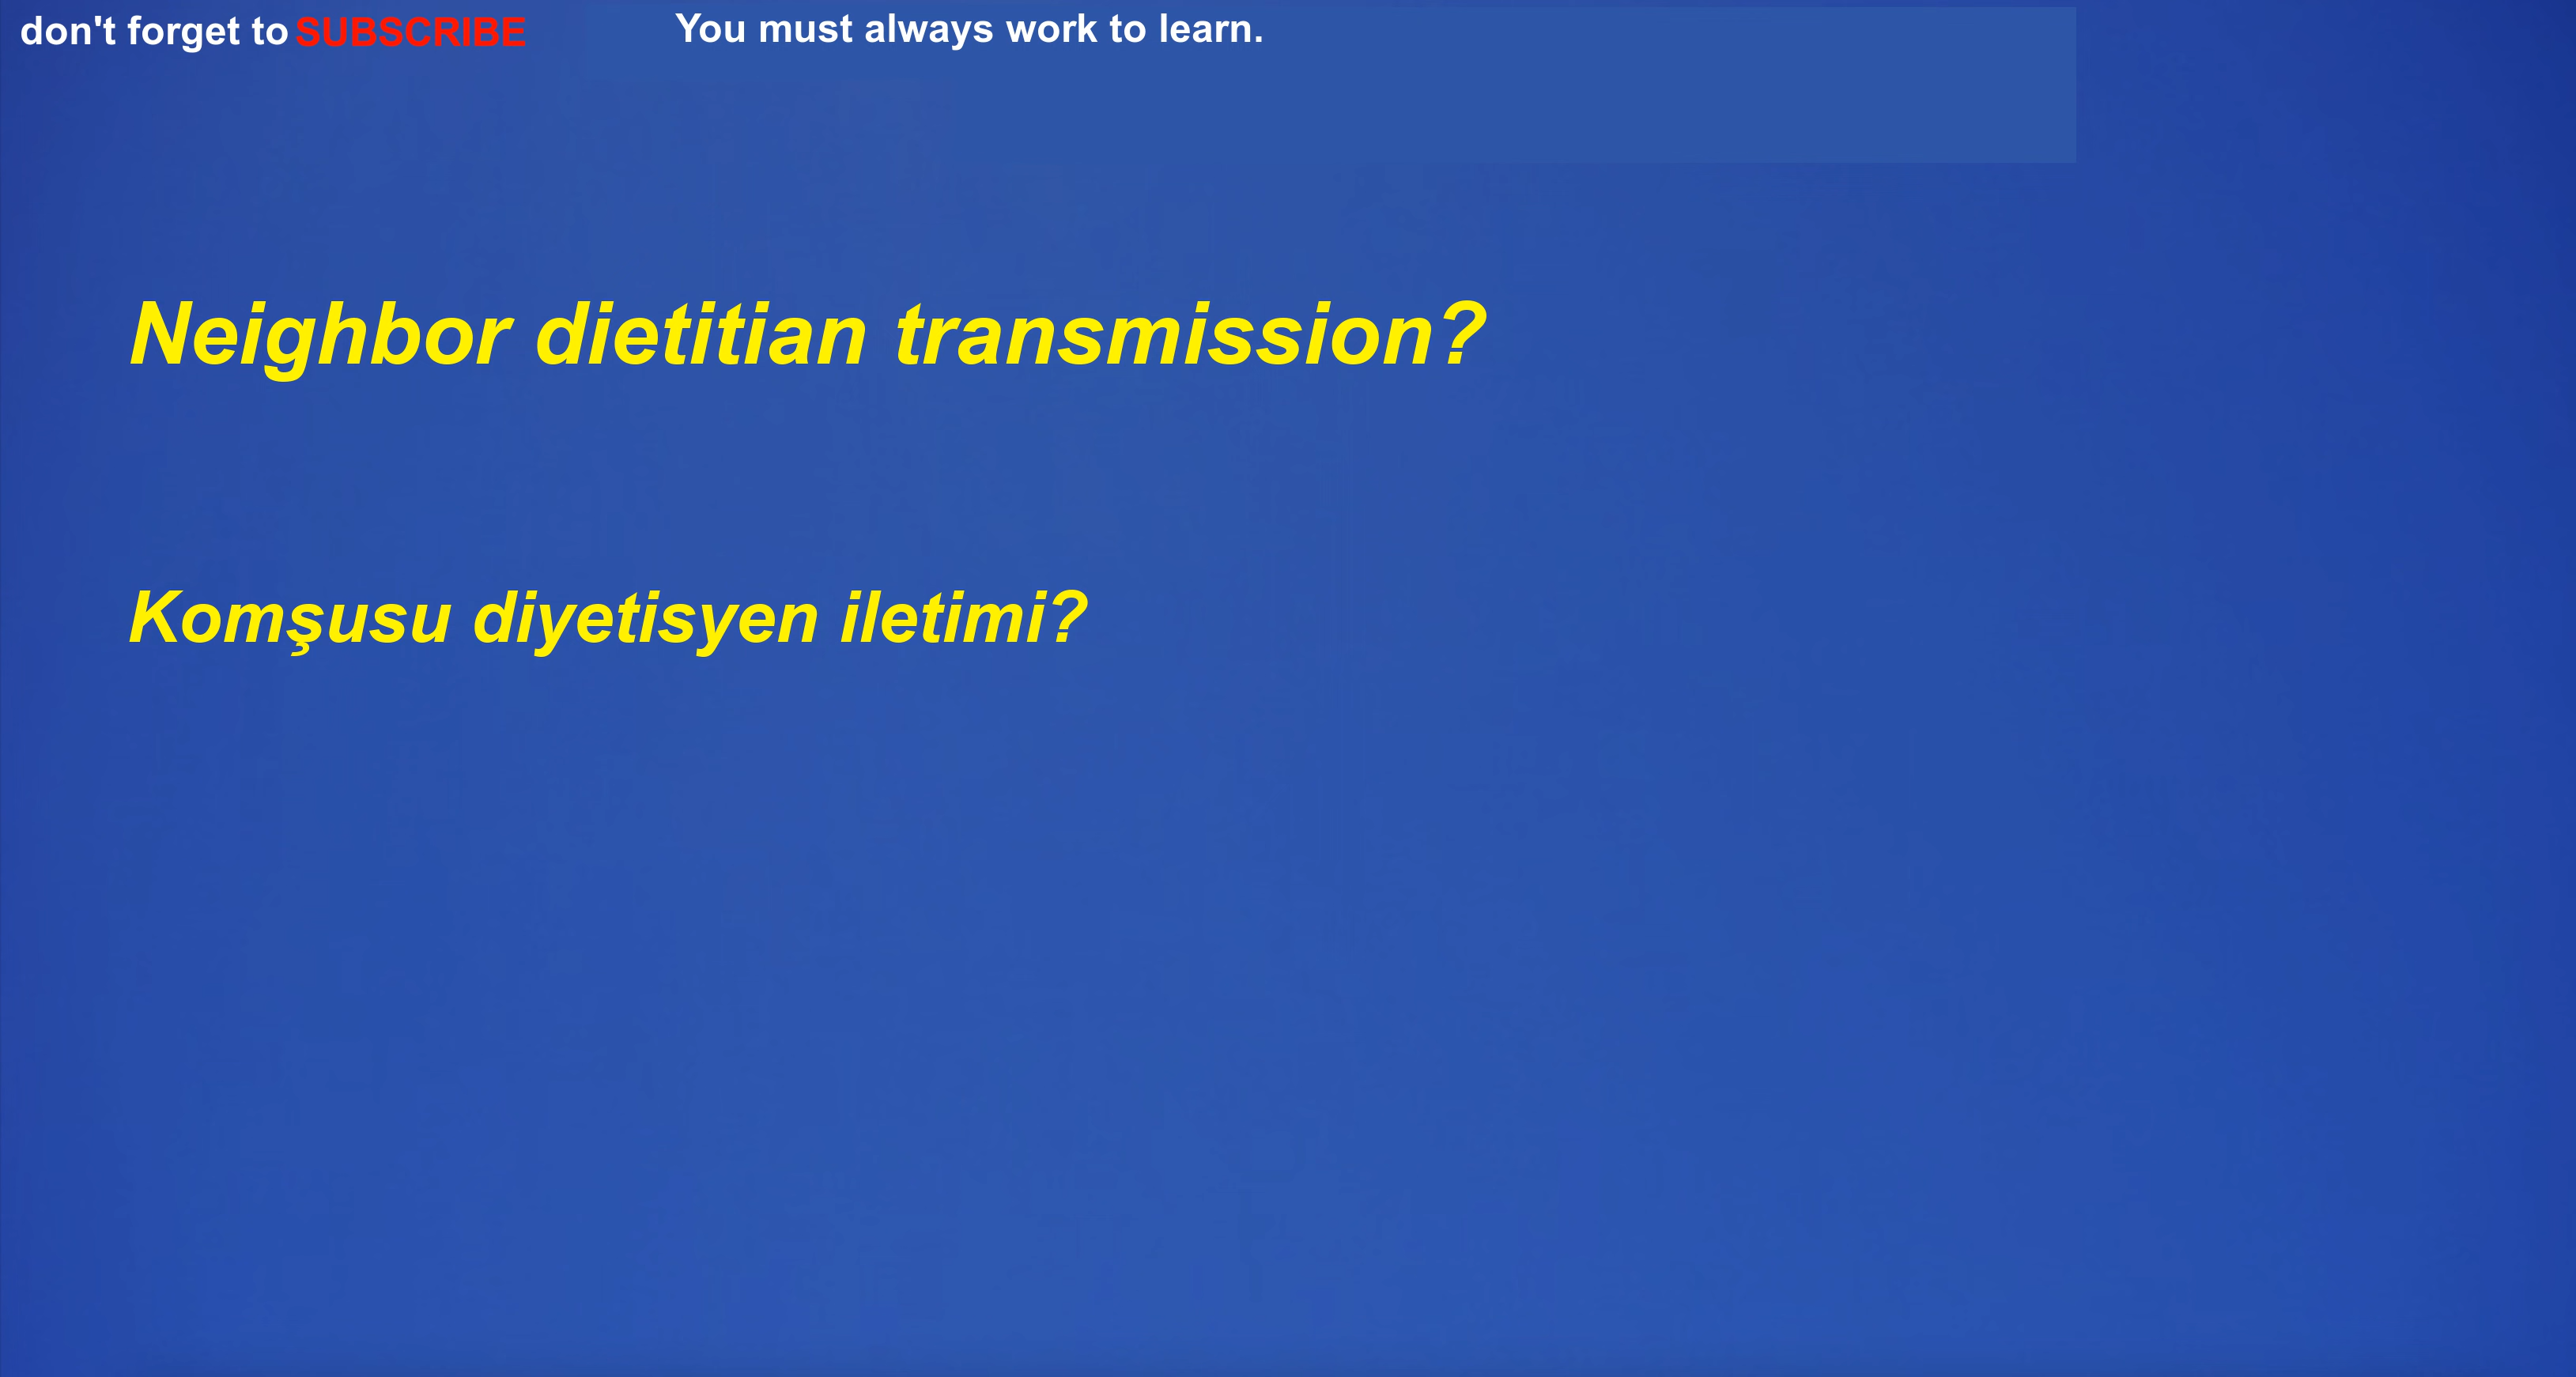 don't forget to SUBSCRIBE You must always work to learn.
Neighbor dietitian transmission?
Komşusu diyetisyen iletimi?